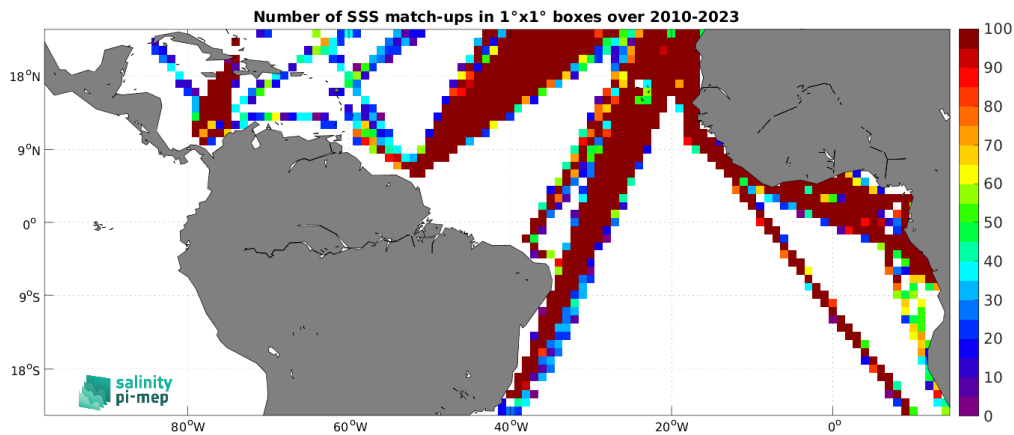 Number of SSS match-ups in 1°x1° boxes over 2010-2023
100
90
80
70
60
50
40
30
20
10
0
18°N
9°N
0°
9°S
18°S
80°W
60°W
40°W
20°W
0°
salinity
pi-mep